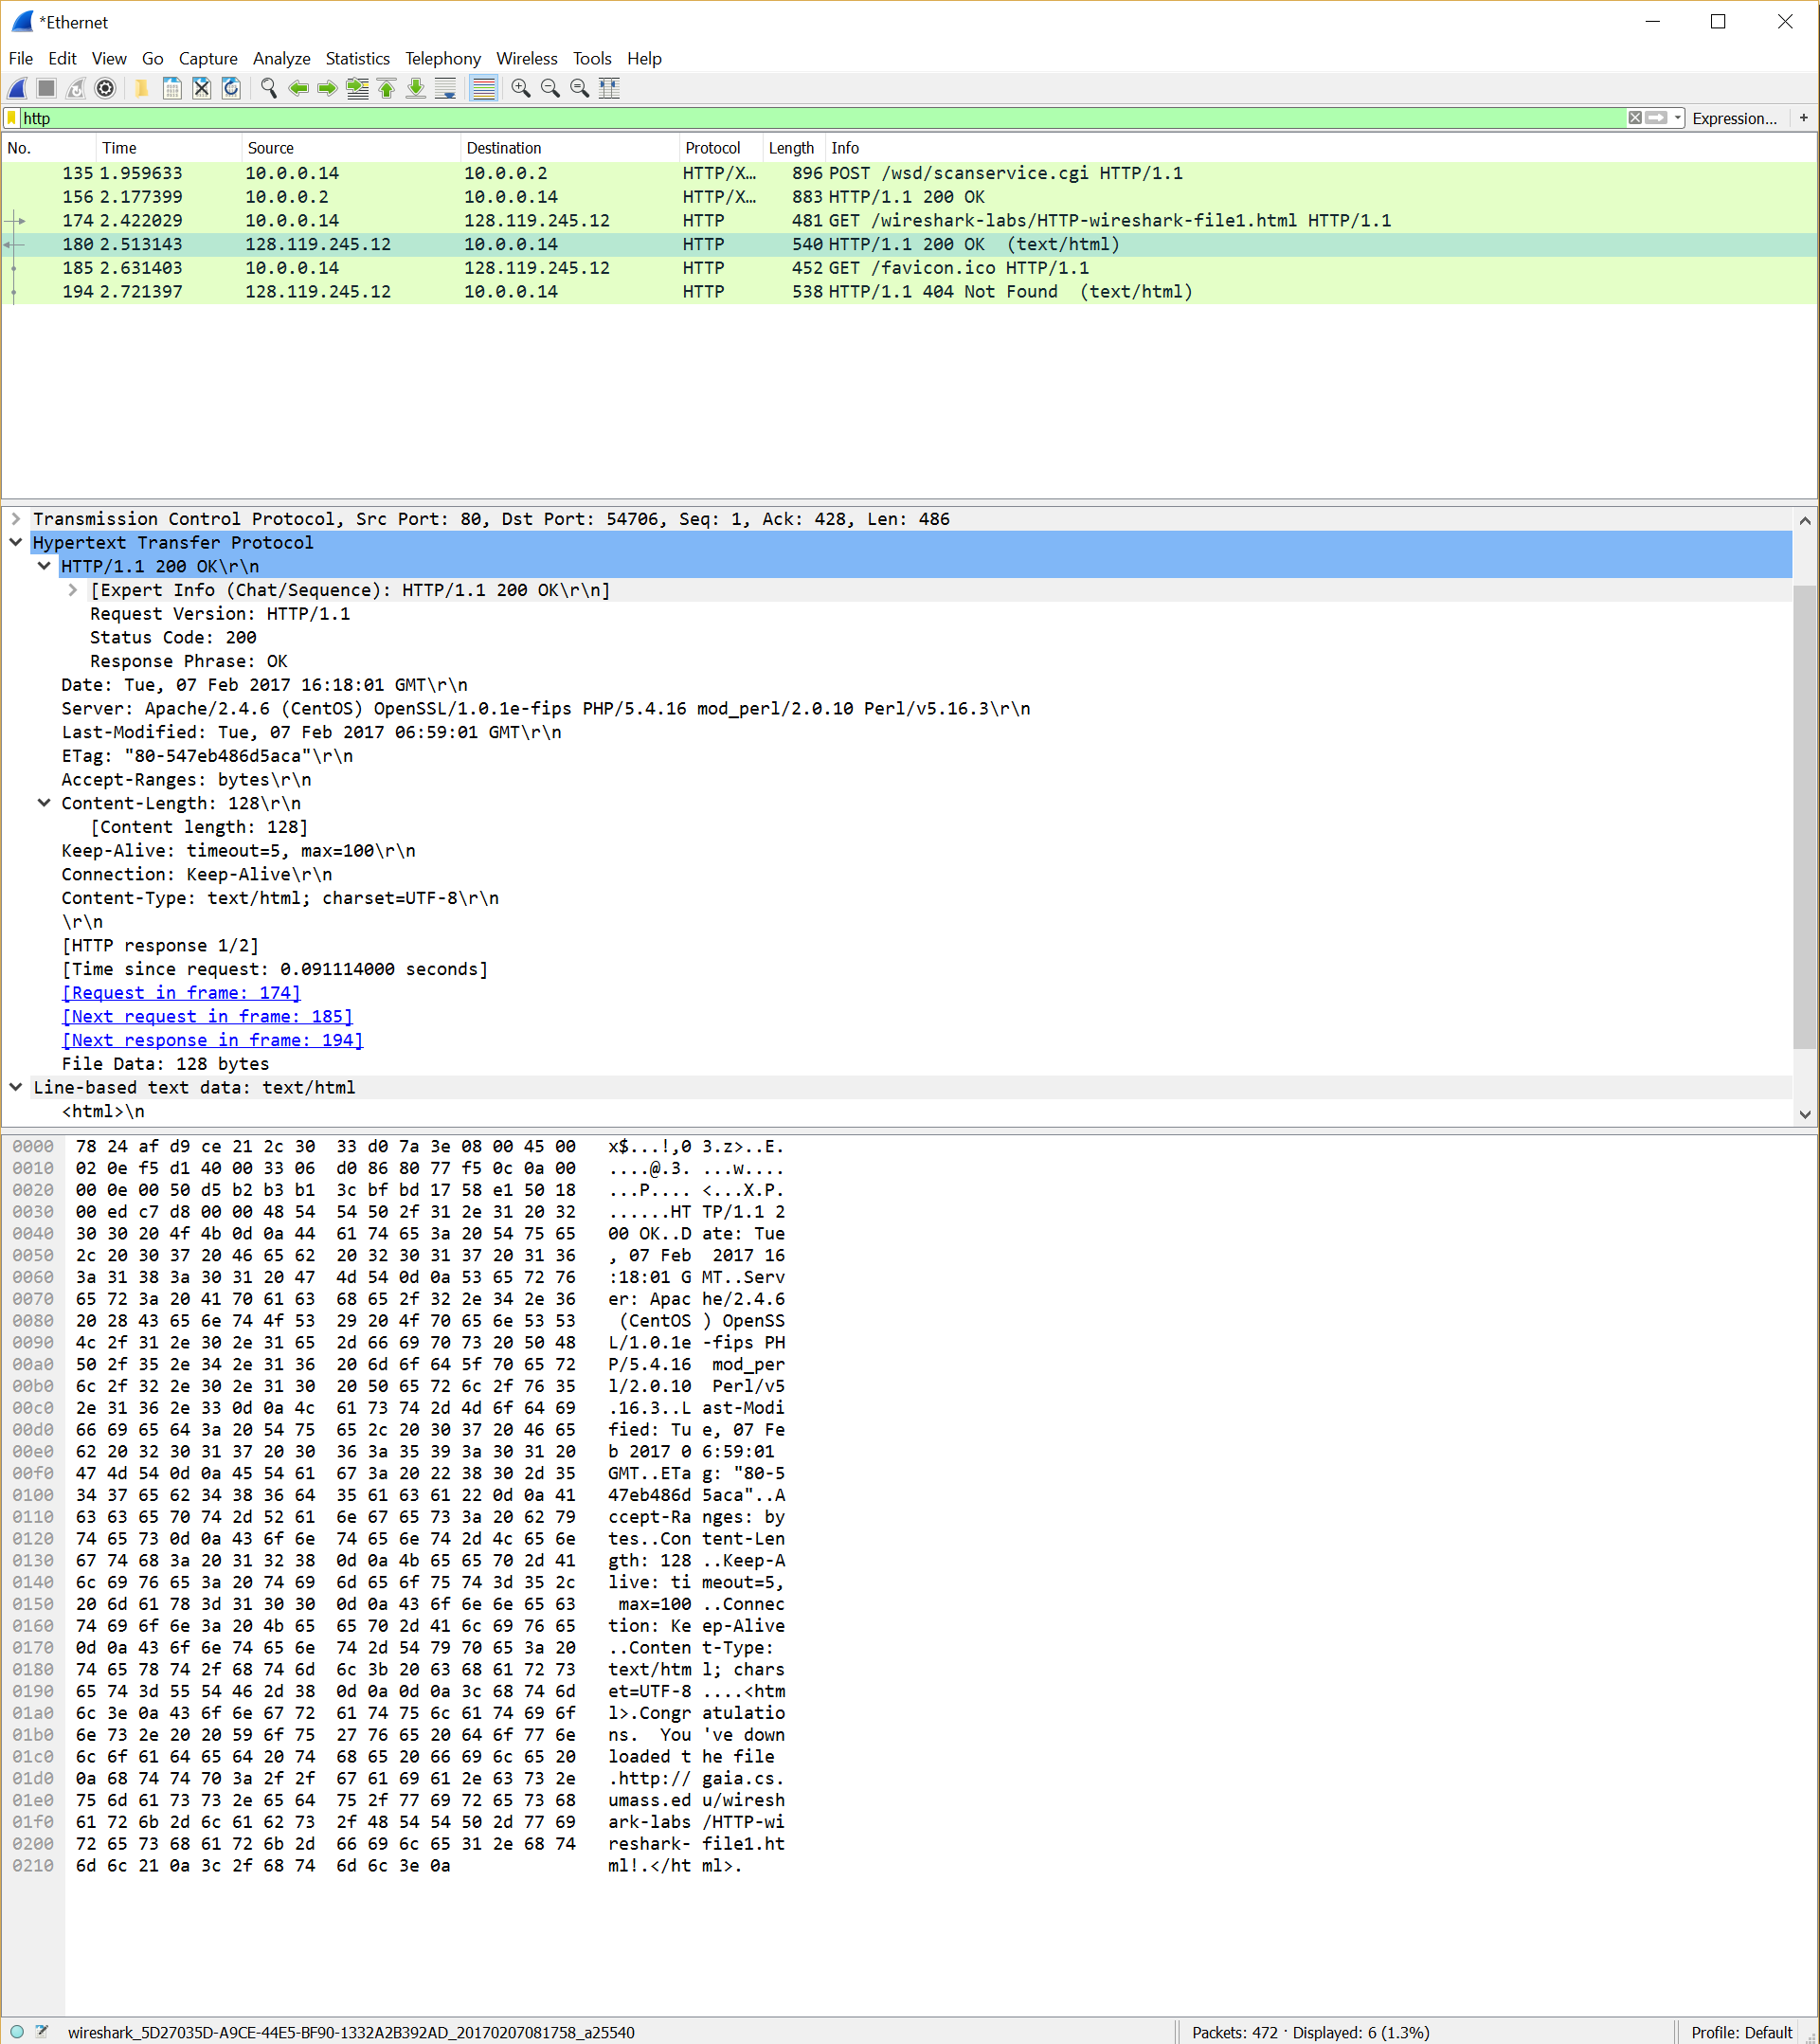 *Ethernet
File Edit View Go Capture Analyze Statistics Telephony Wireless Tools Help
http Expression... +
No. Time Source Destination Protocol Length Info
135 1.959633 10.0.0.14 10.0.0.2 HTTP/X... 896 POST /wsd/scanservice.cgi HTTP/1.1
156 2.177399 10.0.0.2 10.0.0.14 HTTP/X... 883 HTTP/1.1 200 OK
174 2.422029 10.0.0.14 128.119.245.12 HTTP 481 GET /wireshark-labs/HTTP-wireshark-file1.html HTTP/1.1
180 2.513143 128.119.245.12 10.0.0.14 HTTP 540 HTTP/1.1 200 OK  (text/html)
185 2.631403 10.0.0.14 128.119.245.12 HTTP 452 GET /favicon.ico HTTP/1.1
194 2.721397 128.119.245.12 10.0.0.14 HTTP 538 HTTP/1.1 404 Not Found  (text/html)
Transmission Control Protocol, Src Port: 80, Dst Port: 54706, Seq: 1, Ack: 428, Len: 486
Hypertext Transfer Protocol
HTTP/1.1 200 OK\r\n
[Expert Info (Chat/Sequence): HTTP/1.1 200 OK\r\n]
Request Version: HTTP/1.1
Status Code: 200
Response Phrase: OK
Date: Tue, 07 Feb 2017 16:18:01 GMT\r\n
Server: Apache/2.4.6 (CentOS) OpenSSL/1.0.1e-fips PHP/5.4.16 mod_perl/2.0.10 Perl/v5.16.3\r\n
Last-Modified: Tue, 07 Feb 2017 06:59:01 GMT\r\n
ETag: "80-547eb486d5aca"\r\n
Accept-Ranges: bytes\r\n
Content-Length: 128\r\n
[Content length: 128]
Keep-Alive: timeout=5, max=100\r\n
Connection: Keep-Alive\r\n
Content-Type: text/html; charset=UTF-8\r\n
\r\n
[HTTP response 1/2]
[Time since request: 0.091114000 seconds]
[Request in frame: 174]
[Next request in frame: 185]
[Next response in frame: 194]
File Data: 128 bytes
Line-based text data: text/html
<html>\n
0000 78 24 af d9 ce 21 2c 30 33 d0 7a 3e 08 00 45 00 x$...!,0 3.z>..E.
0010 02 0e f5 d1 40 00 33 06 d0 86 80 77 f5 0c 0a 00 ....@.3. ...w....
0020 00 0e 00 50 d5 b2 b3 b1 3c bf bd 17 58 e1 50 18 ...P.... <...X.P.
0030 00 ed c7 d8 00 00 48 54 54 50 2f 31 2e 31 20 32 ......HT TP/1.1 2
0040 30 30 20 4f 4b 0d 0a 44 61 74 65 3a 20 54 75 65 00 OK..D ate: Tue
0050 2c 20 30 37 20 46 65 62 20 32 30 31 37 20 31 36 , 07 Feb  2017 16
0060 3a 31 38 3a 30 31 20 47 4d 54 0d 0a 53 65 72 76 :18:01 G MT..Serv
0070 65 72 3a 20 41 70 61 63 68 65 2f 32 2e 34 2e 36 er: Apac he/2.4.6
0080 20 28 43 65 6e 74 4f 53 29 20 4f 70 65 6e 53 53  (CentOS ) OpenSS
0090 4c 2f 31 2e 30 2e 31 65 2d 66 69 70 73 20 50 48 L/1.0.1e -fips PH
00a0 50 2f 35 2e 34 2e 31 36 20 6d 6f 64 5f 70 65 72 P/5.4.16  mod_per
00b0 6c 2f 32 2e 30 2e 31 30 20 50 65 72 6c 2f 76 35 l/2.0.10  Perl/v5
00c0 2e 31 36 2e 33 0d 0a 4c 61 73 74 2d 4d 6f 64 69 .16.3..L ast-Modi
00d0 66 69 65 64 3a 20 54 75 65 2c 20 30 37 20 46 65 fied: Tu e, 07 Fe
00e0 62 20 32 30 31 37 20 30 36 3a 35 39 3a 30 31 20 b 2017 0 6:59:01
00f0 47 4d 54 0d 0a 45 54 61 67 3a 20 22 38 30 2d 35 GMT..ETa g: "80-5
0100 34 37 65 62 34 38 36 64 35 61 63 61 22 0d 0a 41 47eb486d 5aca"..A
0110 63 63 65 70 74 2d 52 61 6e 67 65 73 3a 20 62 79 ccept-Ra nges: by
0120 74 65 73 0d 0a 43 6f 6e 74 65 6e 74 2d 4c 65 6e tes..Con tent-Len
0130 67 74 68 3a 20 31 32 38 0d 0a 4b 65 65 70 2d 41 gth: 128 ..Keep-A
0140 6c 69 76 65 3a 20 74 69 6d 65 6f 75 74 3d 35 2c live: ti meout=5,
0150 20 6d 61 78 3d 31 30 30 0d 0a 43 6f 6e 6e 65 63  max=100 ..Connec
0160 74 69 6f 6e 3a 20 4b 65 65 70 2d 41 6c 69 76 65 tion: Ke ep-Alive
0170 0d 0a 43 6f 6e 74 65 6e 74 2d 54 79 70 65 3a 20 ..Conten t-Type:
0180 74 65 78 74 2f 68 74 6d 6c 3b 20 63 68 61 72 73 text/htm l; chars
0190 65 74 3d 55 54 46 2d 38 0d 0a 0d 0a 3c 68 74 6d et=UTF-8 ....<htm
01a0 6c 3e 0a 43 6f 6e 67 72 61 74 75 6c 61 74 69 6f l>.Congr atulatio
01b0 6e 73 2e 20 20 59 6f 75 27 76 65 20 64 6f 77 6e ns.  You 've down
01c0 6c 6f 61 64 65 64 20 74 68 65 20 66 69 6c 65 20 loaded t he file
01d0 0a 68 74 74 70 3a 2f 2f 67 61 69 61 2e 63 73 2e .http:// gaia.cs.
01e0 75 6d 61 73 73 2e 65 64 75 2f 77 69 72 65 73 68 umass.ed u/wiresh
01f0 61 72 6b 2d 6c 61 62 73 2f 48 54 54 50 2d 77 69 ark-labs /HTTP-wi
0200 72 65 73 68 61 72 6b 2d 66 69 6c 65 31 2e 68 74 reshark- file1.ht
0210 6d 6c 21 0a 3c 2f 68 74 6d 6c 3e 0a ml!.</ht ml>.
wireshark_5D27035D-A9CE-44E5-BF90-1332A2B392AD_20170207081758_a25540 Packets: 472 · Displayed: 6 (1.3%) Profile: Default